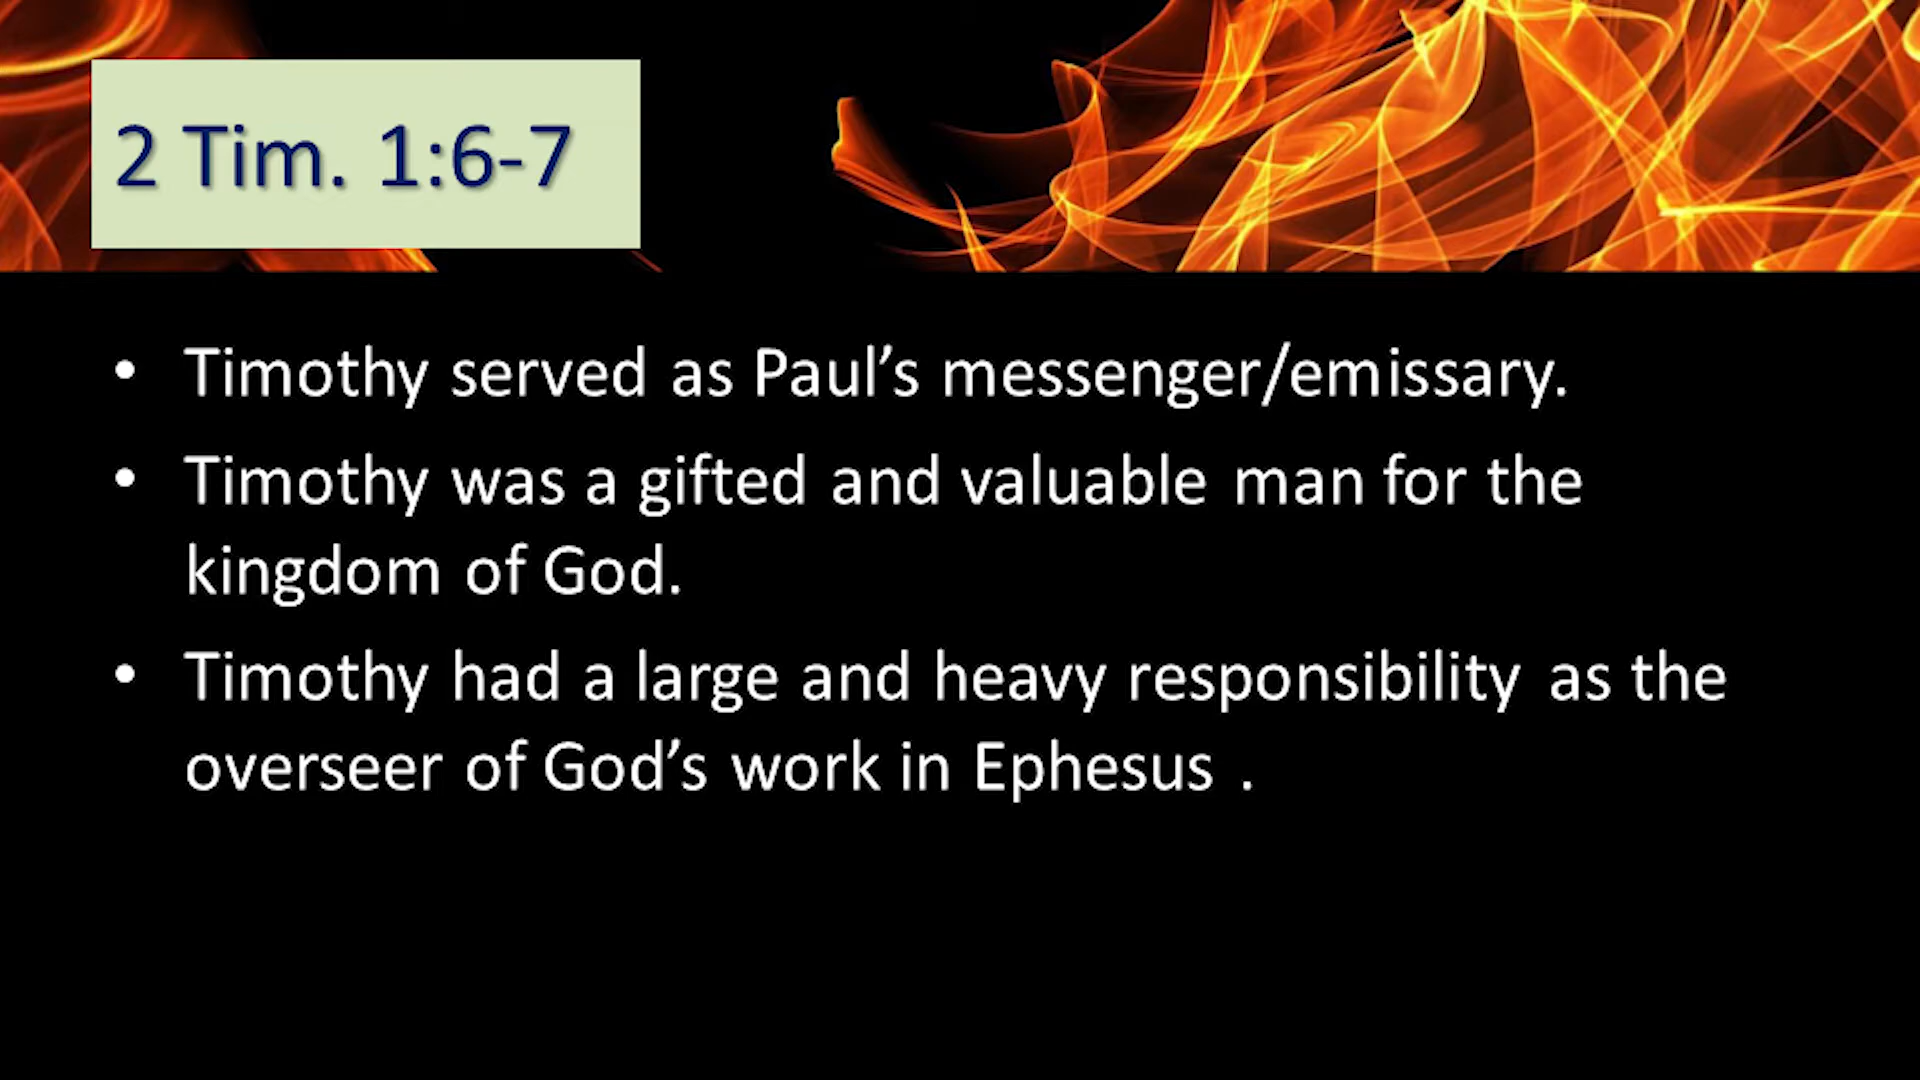 2 Tim. 1:6-7
• Timothy served as Paul’s messenger/emissary.
• Timothy was a gifted and valuable man for the
kingdom of God.
• Timothy had a large and heavy responsibility as the
overseer of God’s work in Ephesus .